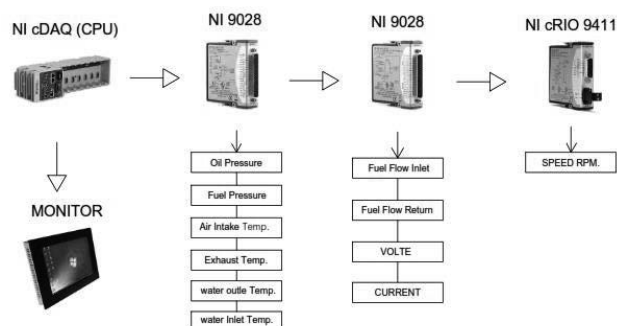 NI cDAQ (CPU)
NI 9028
NI 9028
NI cRIO 9411
MONITOR
Oil Pressure
Fuel Pressure
Air Intake Temp.
Exhaust Temp.
water outle Temp.
water Inlet Temp.
Fuel Flow Inlet
Fuel Flow Return
VOLTE
CURRENT
SPEED RPM.